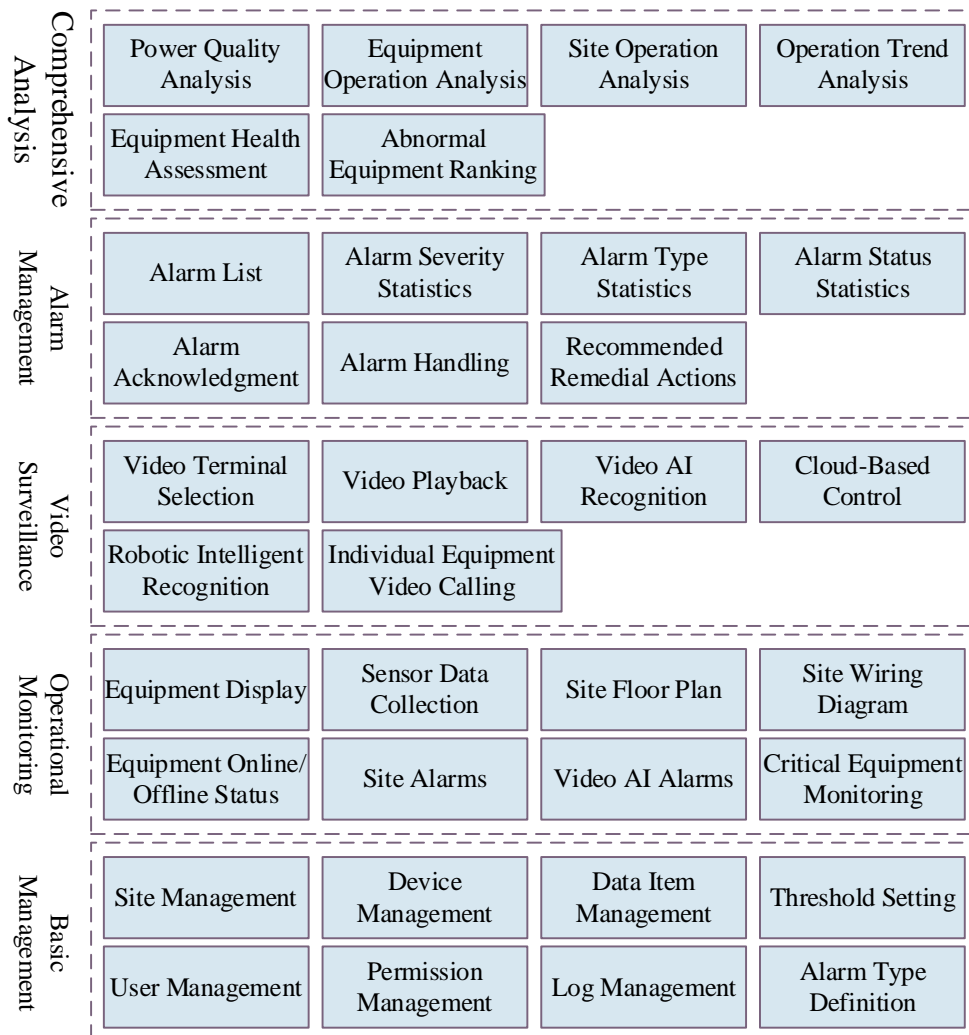 Comprehensive
Analysis
Power Quality
Analysis
Equipment
Operation Analysis
Site Operation
Analysis
Operation Trend
Analysis
Equipment Health
Assessment
Abnormal
Equipment Ranking
Alarm
Management
Alarm List
Alarm Severity
Statistics
Alarm Type
Statistics
Alarm Status
Statistics
Alarm
Acknowledgment
Alarm Handling
Recommended
Remedial Actions
Video
Surveillance
Video Terminal
Selection
Video Playback
Video AI
Recognition
Cloud-Based
Control
Robotic Intelligent
Recognition
Individual Equipment
Video Calling
Operational
Monitoring
Equipment Display
Sensor Data
Collection
Site Floor Plan
Site Wiring
Diagram
Equipment Online/
Offline Status
Site Alarms
Video AI Alarms
Critical Equipment
Monitoring
Basic
Management
Site Management
Device
Management
Data Item
Management
Threshold Setting
User Management
Permission
Management
Log Management
Alarm Type
Definition